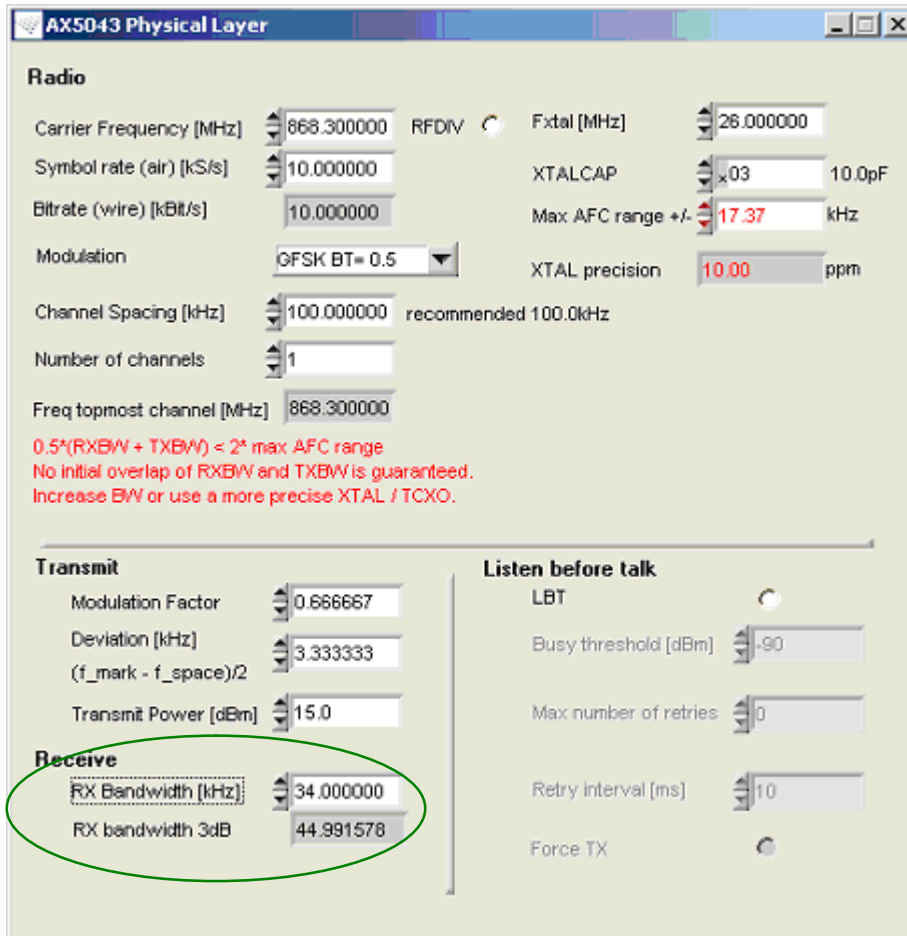 AX5043 Physical Layer
Radio
Carrier Frequency [MHz] 868.300000 RFDIV Fxtal [MHz] 26.000000
Symbol rate (air) [kS/s] 10.000000 XTALCAP x03 10.0pF
Bitrate (wire) [kBit/s] 10.000000 Max AFC range +/- 17.37 kHz
Modulation GFSK BT= 0.5 XTAL precision 10.00 ppm
Channel Spacing [kHz] 100.000000 recommended 100.0kHz
Number of channels 1
Freq topmost channel [MHz] 868.300000
0.5*(RXBW + TXBW) < 2* max AFC range
No initial overlap of RXBW and TXBW is guaranteed.
Increase BW or use a more precise XTAL / TCXO.
Transmit
Modulation Factor 0.666667
Deviation [kHz] 3.333333
(f_mark - f_space)/2
Transmit Power [dBm] 15.0
Receive
RX Bandwidth [kHz] 34.000000
RX bandwidth 3dB 44.991578
Listen before talk
LBT
Busy threshold [dBm] -90
Max number of retries 0
Retry interval [ms] 10
Force TX